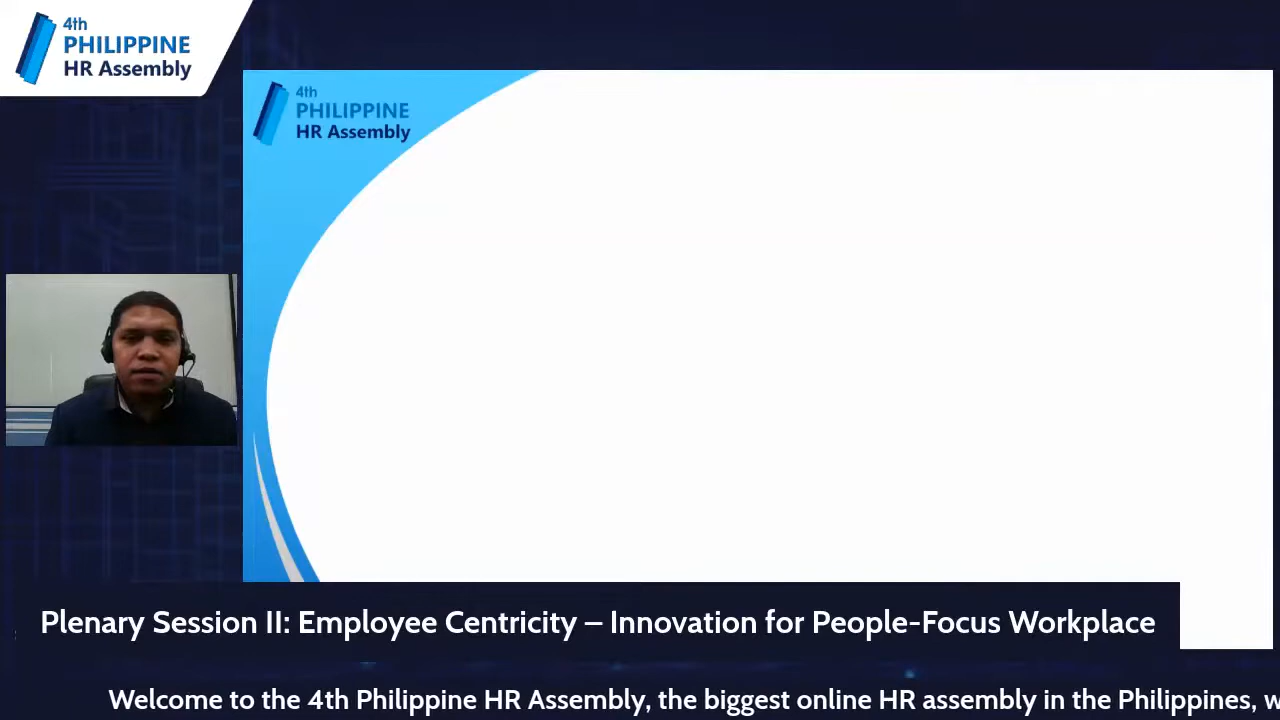 4th
PHILIPPINE
HR Assembly
4th
PHILIPPINE
HR Assembly
Plenary Session II: Employee Centricity – Innovation for People-Focus Workplace
Welcome to the 4th Philippine HR Assembly, the biggest online HR assembly in the Philippines, w